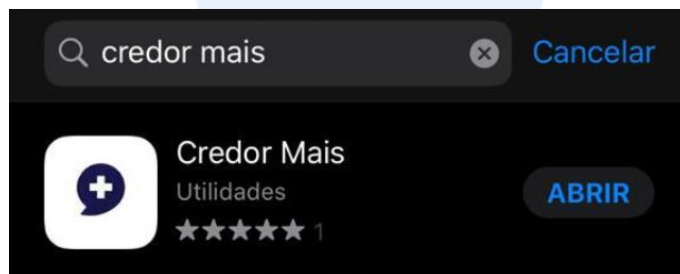 credor mais
Cancelar
Credor Mais
Utilidades
ABRIR
1